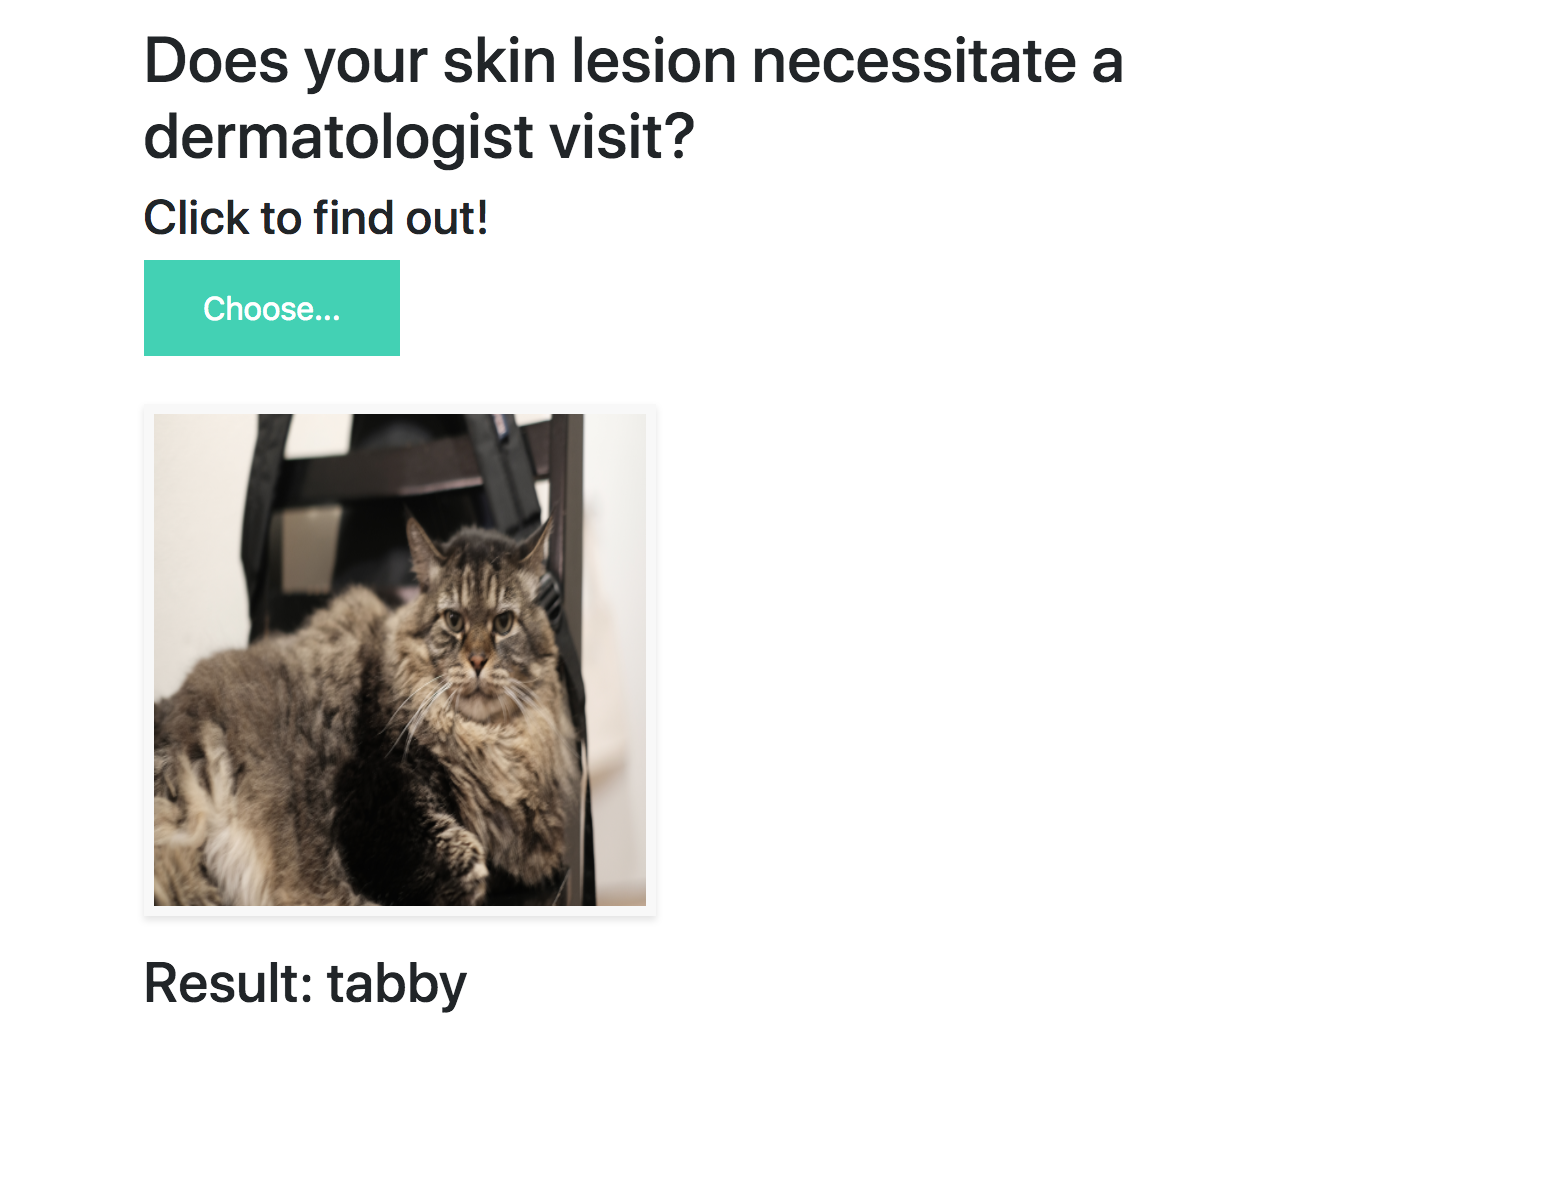 Does your skin lesion necessitate a
dermatologist visit?
Click to find out!
Choose...
Result: tabby